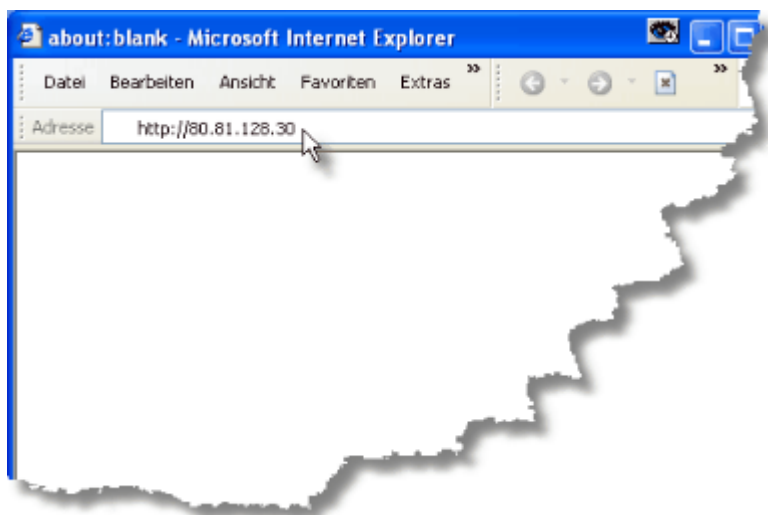 about:blank - Microsoft Internet Explorer
Datei Bearbeiten Ansicht Favoriten Extras
Adresse http://80.81.128.30